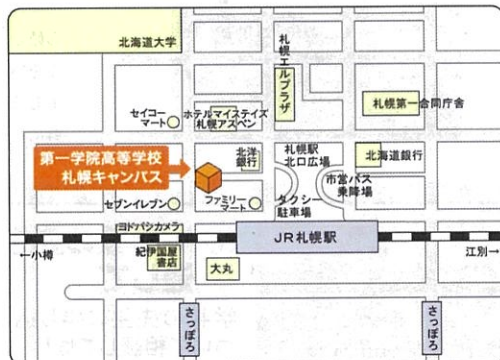 北海道大学
札幌エルプラザ
セイコー
マート
ホテルマイステイズ
札幌アスペン
札幌第一合同庁舎
第一学院高等学校
札幌キャンパス
北洋
銀行
札幌駅
北口広場
北海道銀行
市営バス
乗降場
セブンイレブン
ファミリー
マート
タクシー
駐車場
ヨドバシカメラ
JR札幌駅
←小樽
紀伊国屋
書店
大丸
江別→
さっぽろ
さっぽろ